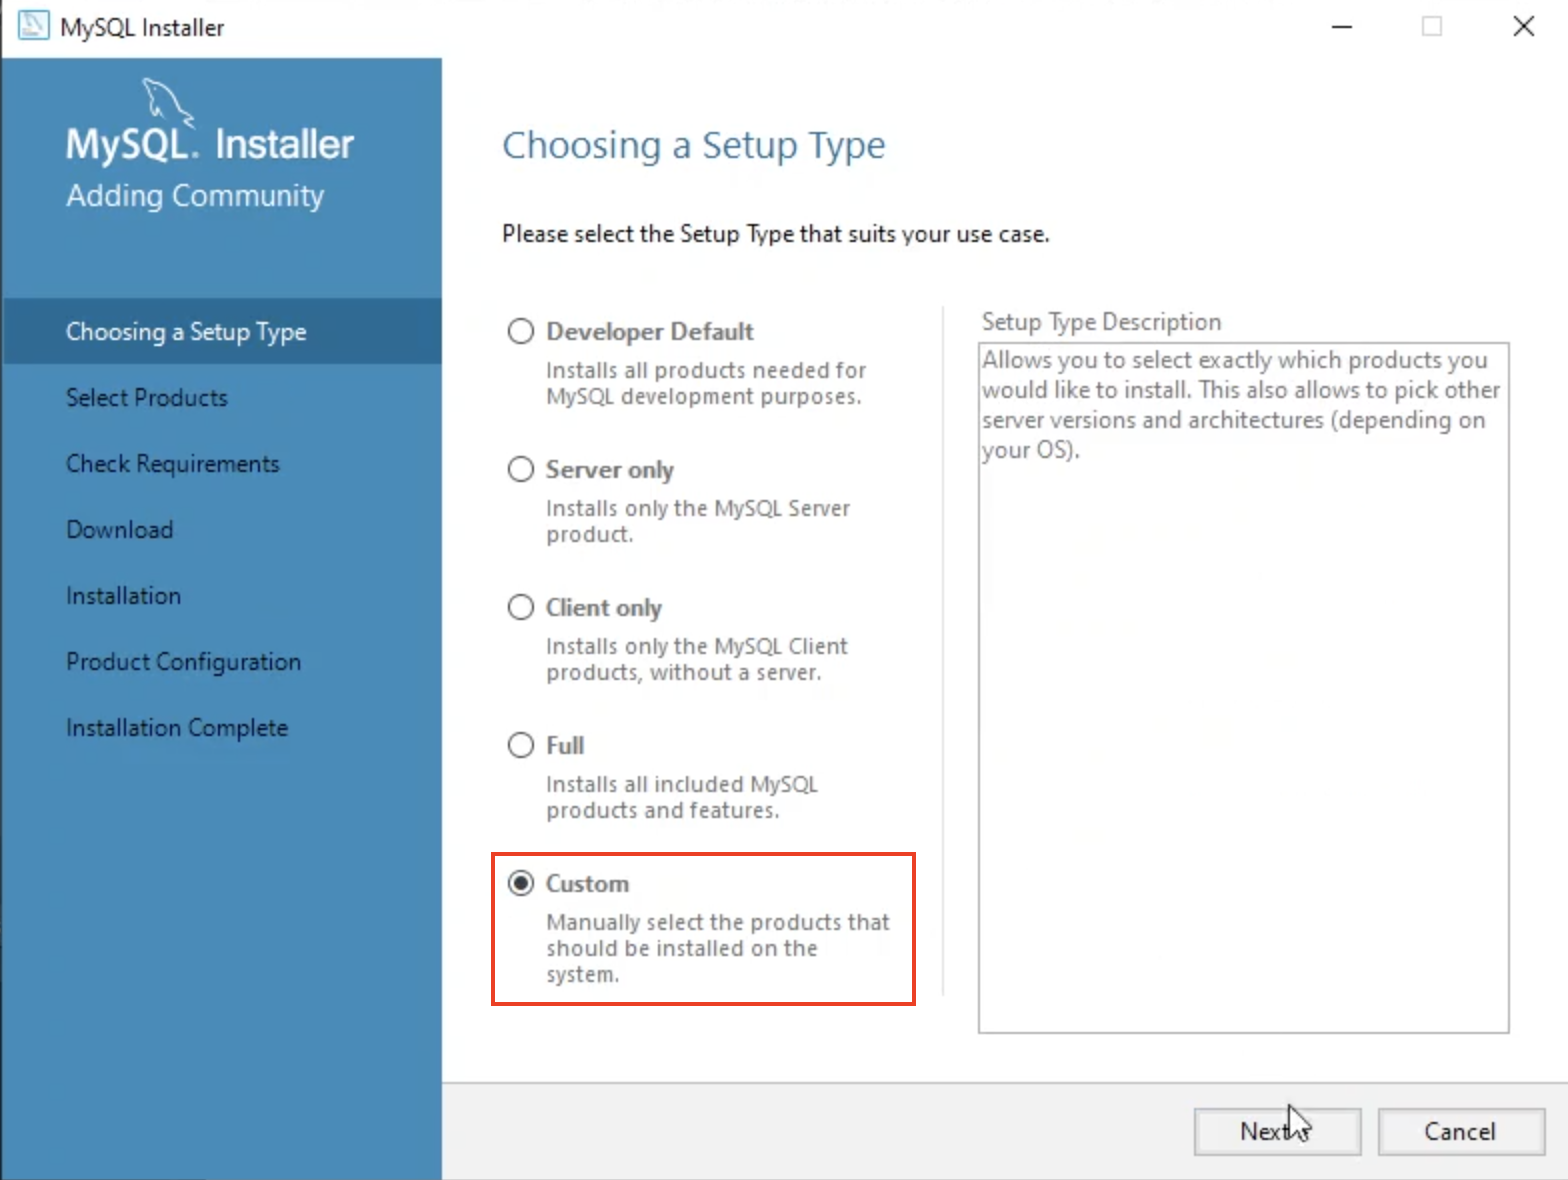 MySQL Installer
MySQL. Installer
Adding Community
Choosing a Setup Type
Select Products
Check Requirements
Download
Installation
Product Configuration
Installation Complete
Choosing a Setup Type
Please select the Setup Type that suits your use case.
Developer Default
Installs all products needed for
MySQL development purposes.
Server only
Installs only the MySQL Server
product.
Client only
Installs only the MySQL Client
products, without a server.
Full
Installs all included MySQL
products and features.
Custom
Manually select the products that
should be installed on the
system.
Setup Type Description
Allows you to select exactly which products you
would like to install. This also allows to pick other
server versions and architectures (depending on
your OS).
Next
Cancel